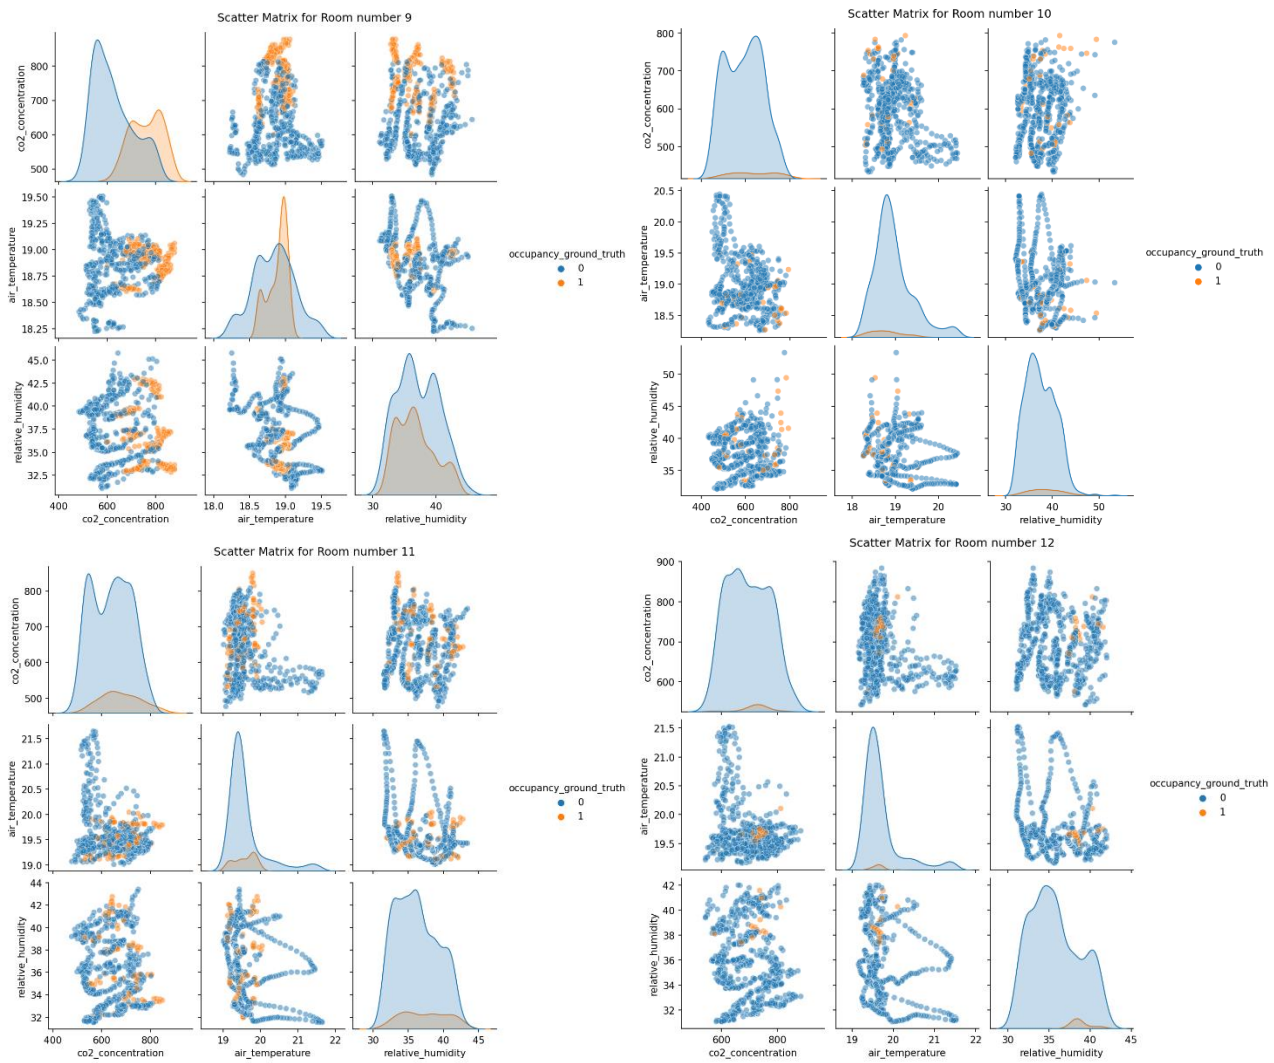 Scatter Matrix for Room number 9
co2_concentration
800
700
600
500
air_temperature
19.50
19.25
19.00
18.75
18.50
18.25
relative_humidity
45.0
42.5
40.0
37.5
35.0
32.5
400 600 800
co2_concentration
18.0 18.5 19.0 19.5
air_temperature
30 40
relative_humidity
occupancy_ground_truth
0
1
Scatter Matrix for Room number 10
co2_concentration
800
700
600
500
air_temperature
20.5
20.0
19.5
19.0
18.5
relative_humidity
50
45
40
35
400 600 800
co2_concentration
18 19 20
air_temperature
30 40 50
relative_humidity
occupancy_ground_truth
0
1
Scatter Matrix for Room number 11
co2_concentration
800
700
600
500
air_temperature
21.5
21.0
20.5
20.0
19.5
19.0
relative_humidity
44
42
40
38
36
34
32
400 600 800
co2_concentration
19 20 21 22
air_temperature
30 35 40 45
relative_humidity
occupancy_ground_truth
0
1
Scatter Matrix for Room number 12
co2_concentration
900
800
700
600
air_temperature
21.5
21.0
20.5
20.0
19.5
relative_humidity
42
40
38
36
34
32
600 800
co2_concentration
19 20 21 22
air_temperature
30 35 40 45
relative_humidity
occupancy_ground_truth
0
1